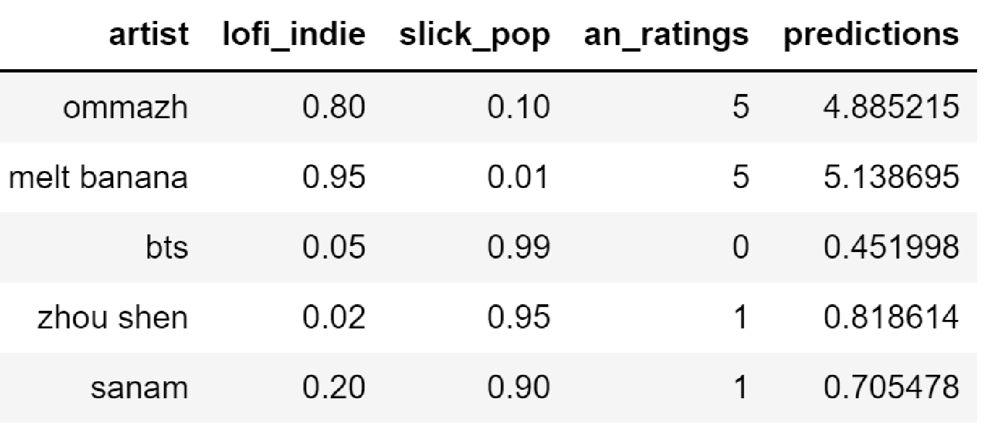 artist lofi_indie slick_pop an_ratings predictions
ommazh 0.80 0.10 5 4.885215
melt banana 0.95 0.01 5 5.138695
bts 0.05 0.99 0 0.451998
zhou shen 0.02 0.95 1 0.818614
sanam 0.20 0.90 1 0.705478